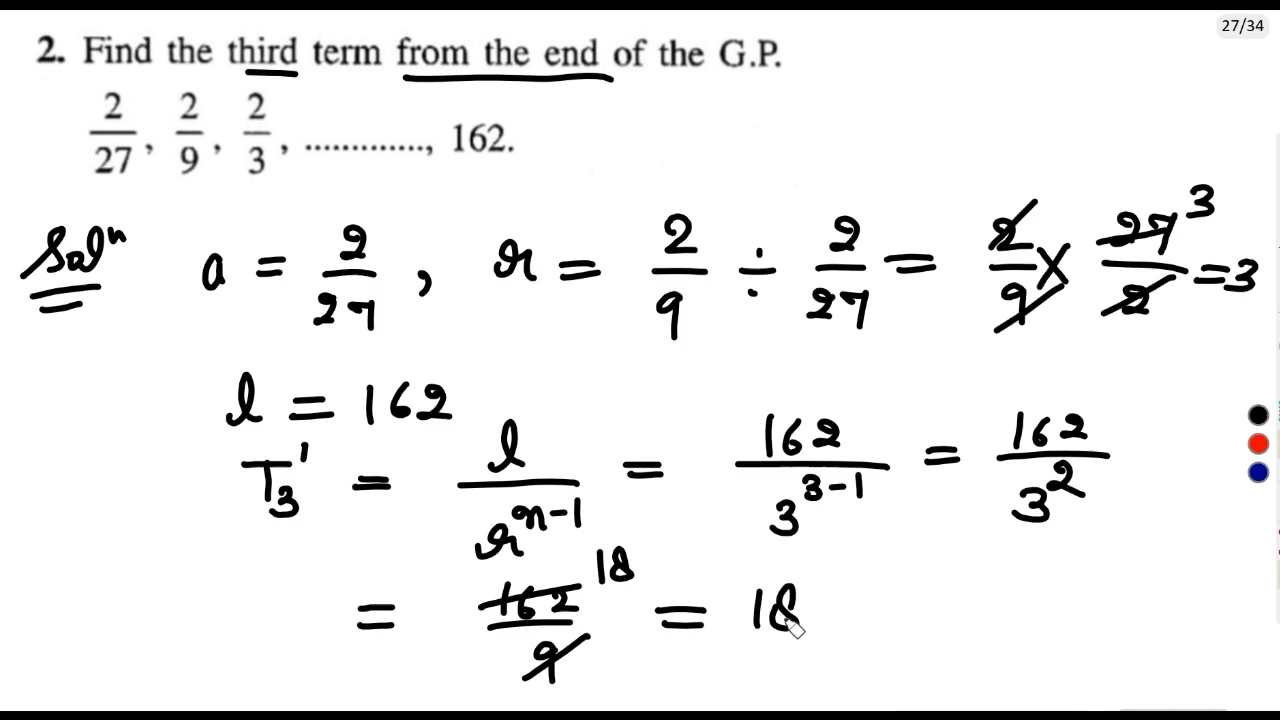 27/34
2. Find the third term from the end of the G.P.
2/27, 2/9, 2/3, ............., 162.
Solⁿ a = 2/27, r = 2/9 ÷ 2/27 = 2/9 X 27/2 3 = 3
l = 162
T₃' = l/rⁿ⁻¹ = 162/3³⁻¹ = 162/3²
= 162/9 18 = 18